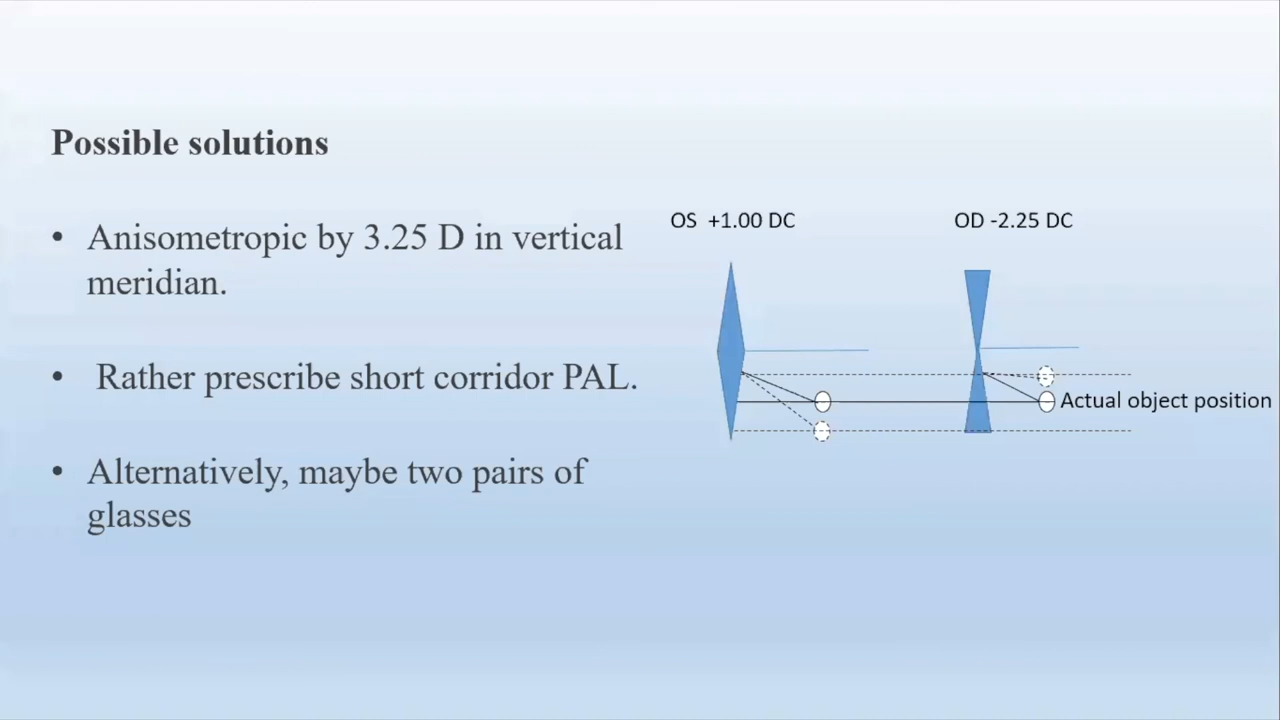 Possible solutions
• Anisometropic by 3.25 D in vertical
meridian.
• Rather prescribe short corridor PAL.
• Alternatively, maybe two pairs of
glasses
OS +1.00 DC
OD -2.25 DC
Actual object position